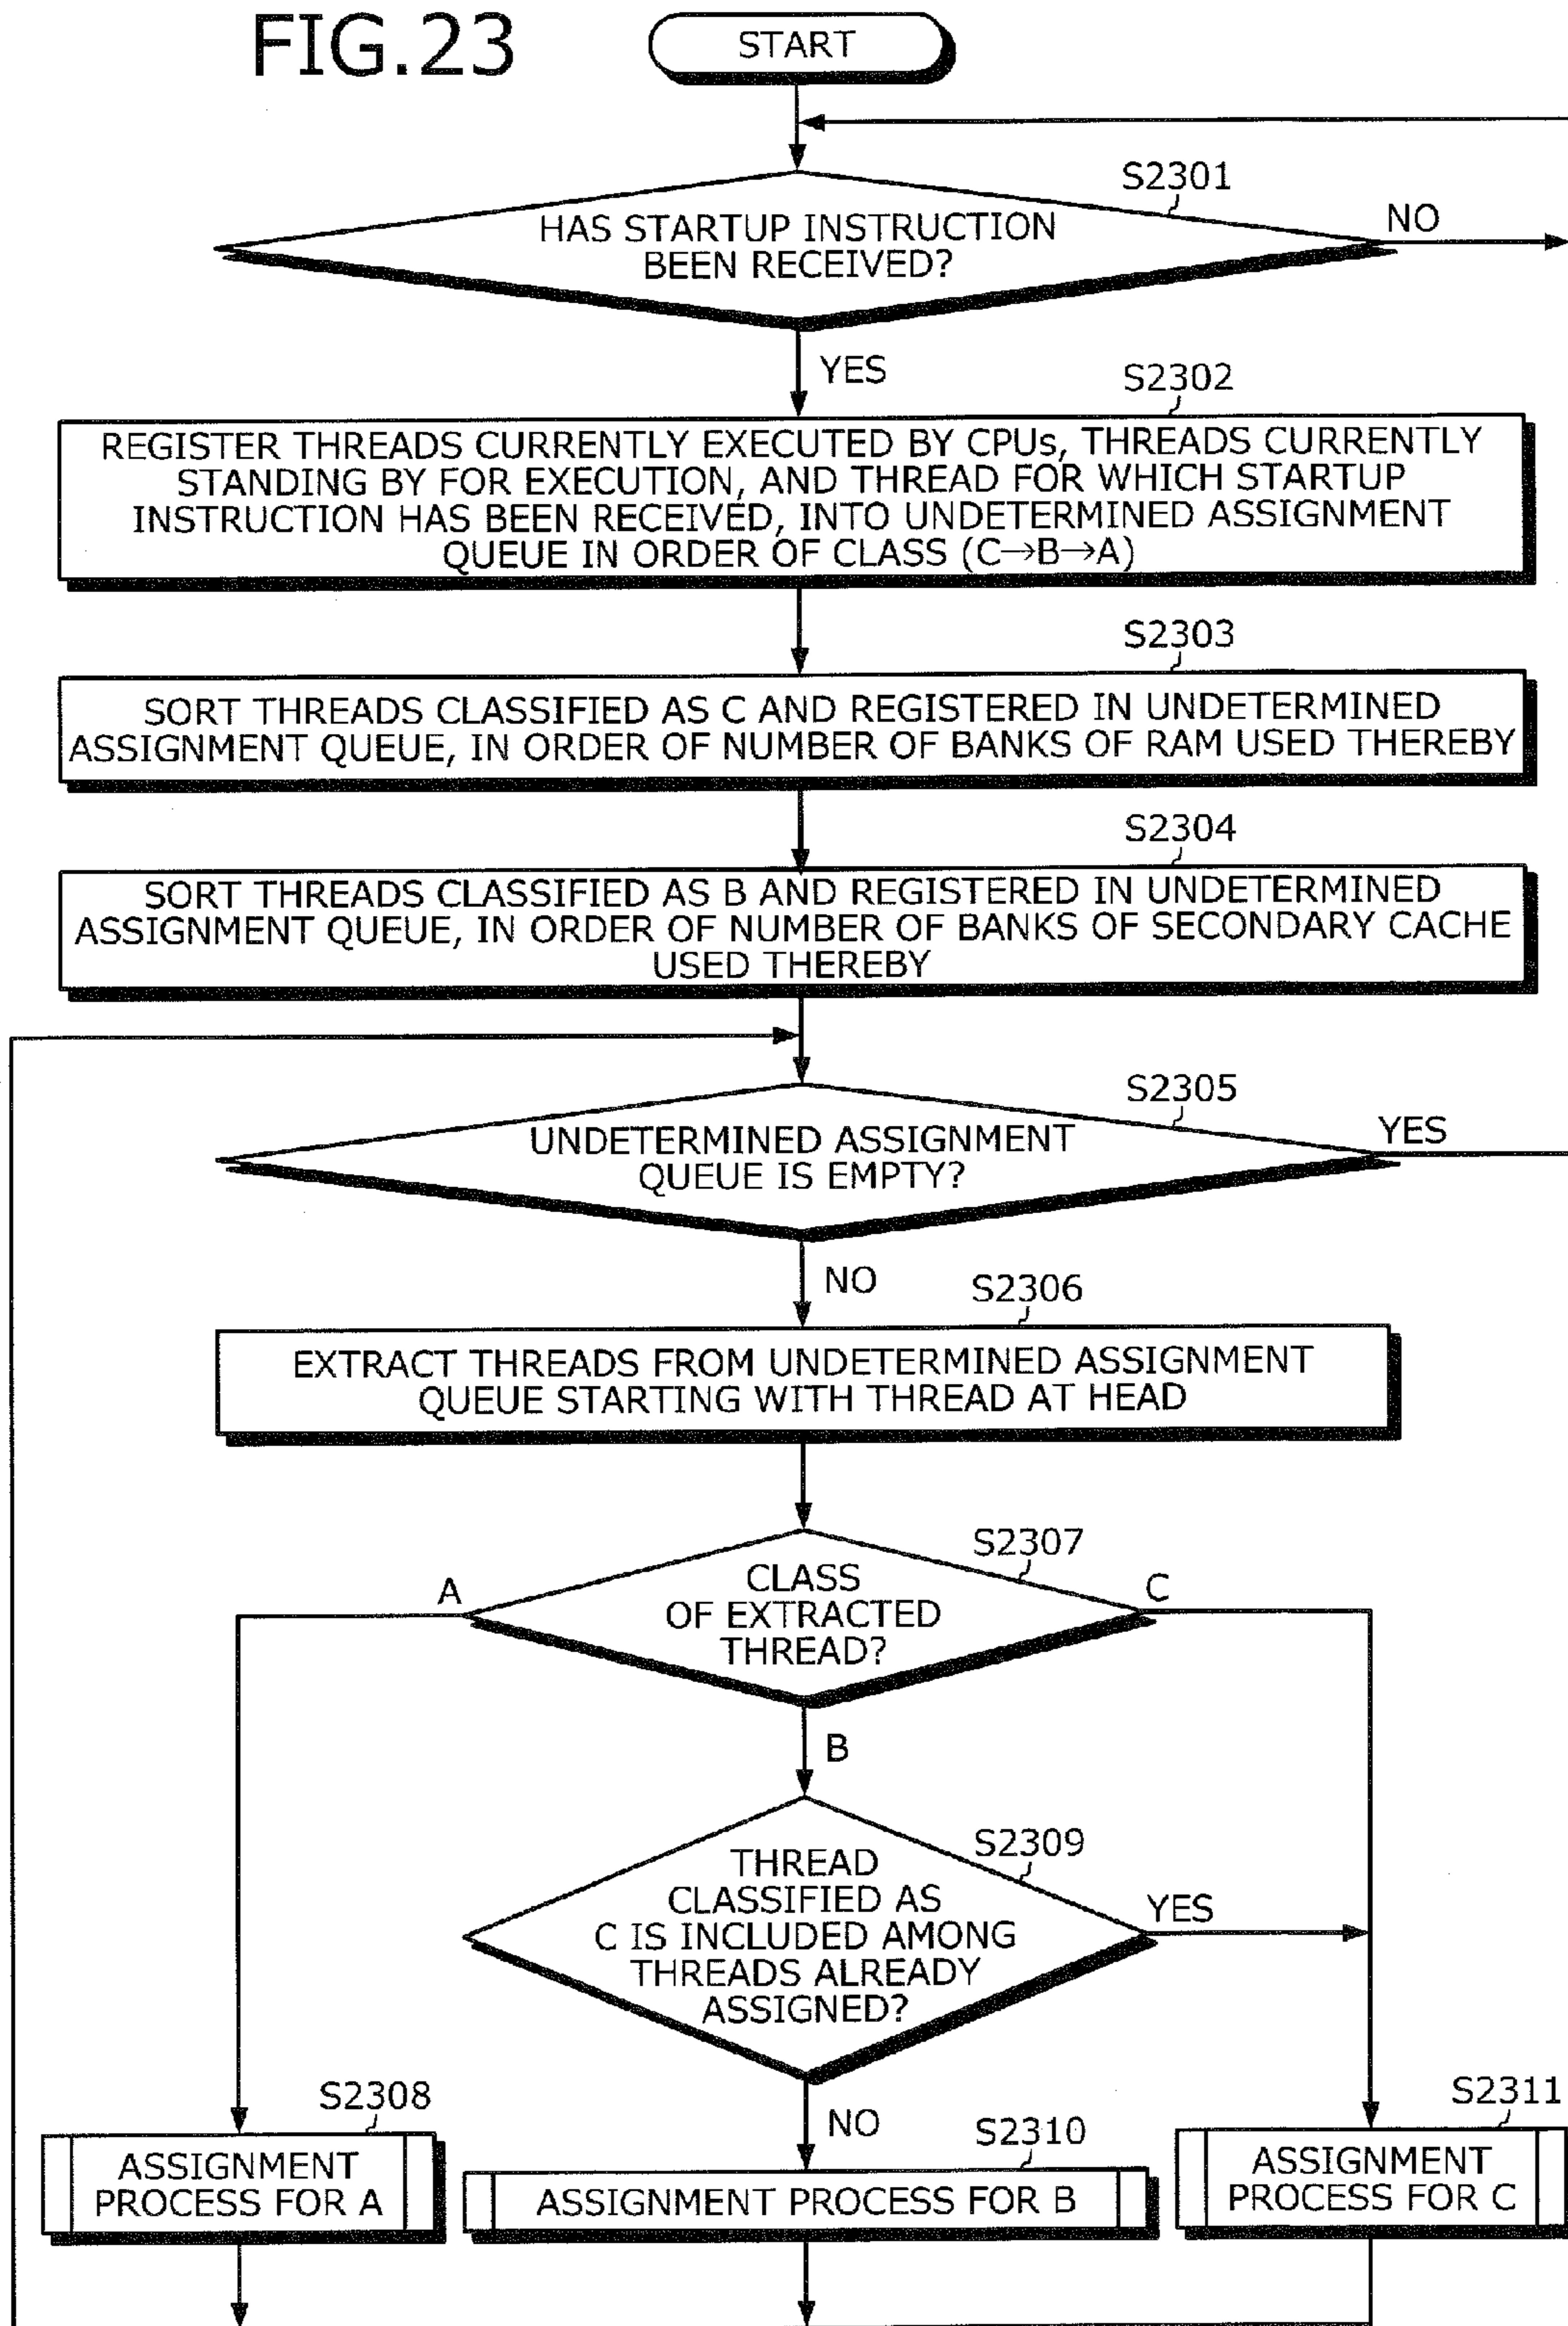 FIG.23
START
S2301
HAS STARTUP INSTRUCTION
BEEN RECEIVED?
NO
YES
S2302
REGISTER THREADS CURRENTLY EXECUTED BY CPUs, THREADS CURRENTLY
STANDING BY FOR EXECUTION, AND THREAD FOR WHICH STARTUP
INSTRUCTION HAS BEEN RECEIVED, INTO UNDETERMINED ASSIGNMENT
QUEUE IN ORDER OF CLASS (C→B→A)
S2303
SORT THREADS CLASSIFIED AS C AND REGISTERED IN UNDETERMINED
ASSIGNMENT QUEUE, IN ORDER OF NUMBER OF BANKS OF RAM USED THEREBY
S2304
SORT THREADS CLASSIFIED AS B AND REGISTERED IN UNDETERMINED
ASSIGNMENT QUEUE, IN ORDER OF NUMBER OF BANKS OF SECONDARY CACHE
USED THEREBY
S2305
UNDETERMINED ASSIGNMENT
QUEUE IS EMPTY?
YES
NO
S2306
EXTRACT THREADS FROM UNDETERMINED ASSIGNMENT
QUEUE STARTING WITH THREAD AT HEAD
S2307
CLASS
OF EXTRACTED
THREAD?
A
C
B
S2309
THREAD
CLASSIFIED AS
C IS INCLUDED AMONG
THREADS ALREADY
ASSIGNED?
YES
NO
S2308
ASSIGNMENT
PROCESS FOR A
S2310
ASSIGNMENT PROCESS FOR B
S2311
ASSIGNMENT
PROCESS FOR C